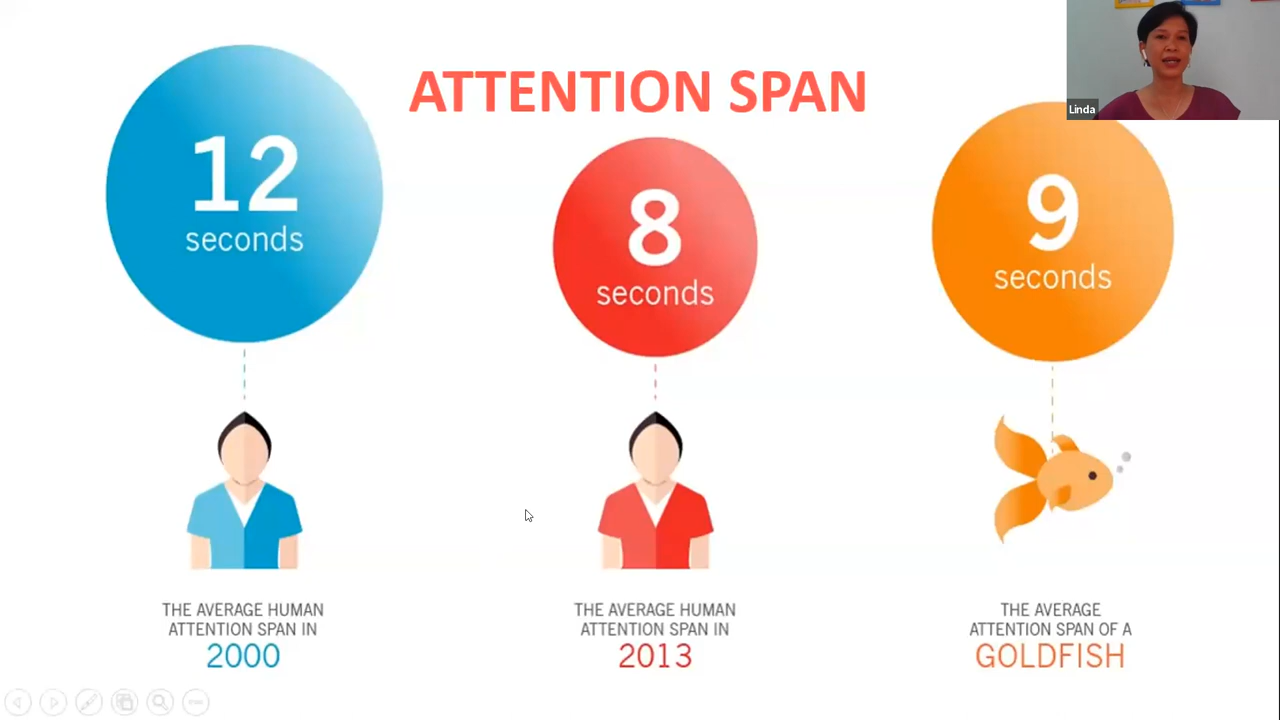 ATTENTION SPAN
Linda
12
seconds
8
seconds
9
seconds
THE AVERAGE HUMAN
ATTENTION SPAN IN
2000
THE AVERAGE HUMAN
ATTENTION SPAN IN
2013
THE AVERAGE
ATTENTION SPAN OF A
GOLDFISH